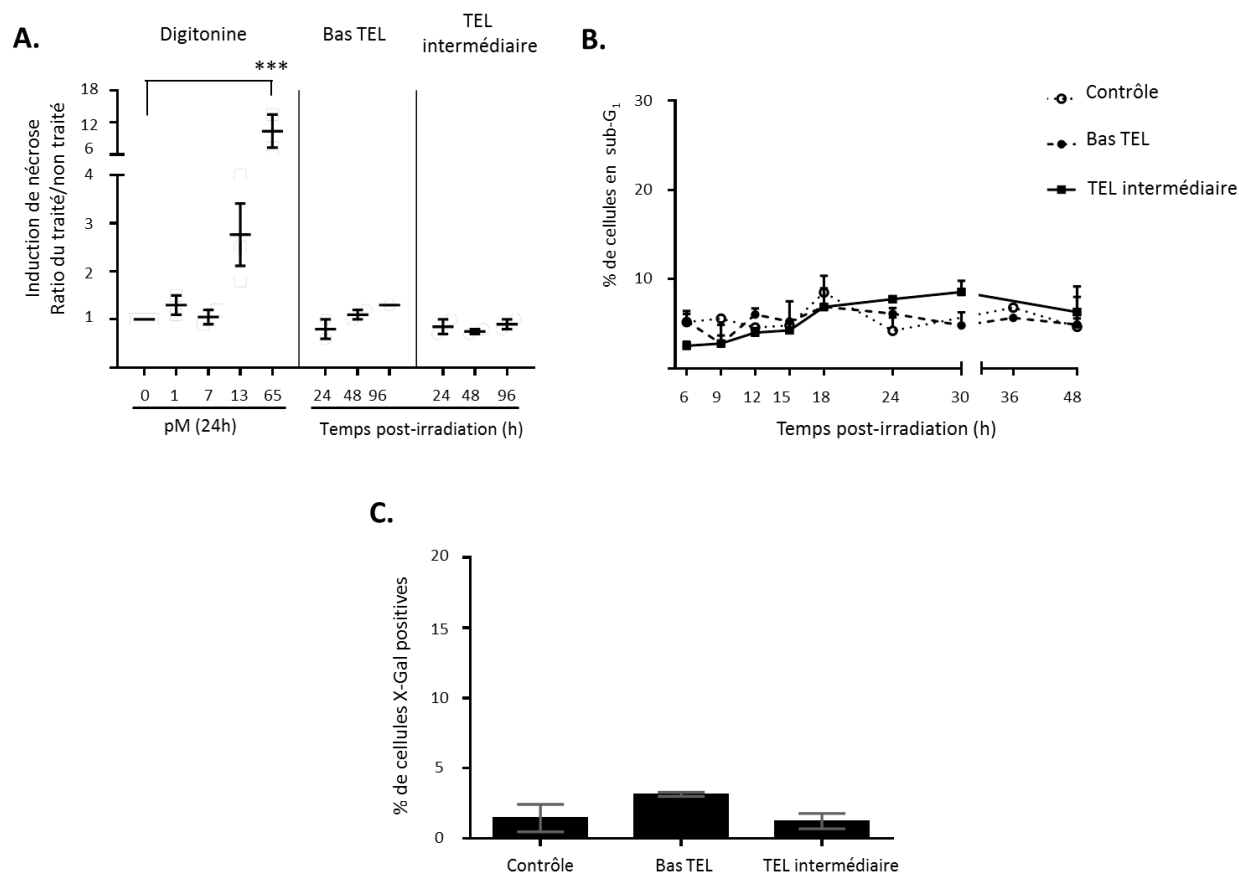 A.
Digitonine
Bas TEL
TEL
intermédiaire
***
Induction de nécrose
Ratio du traité/non traité
18
12
6
4
3
2
1
0 1 7 13 65
24 48 96
24 48 96
pM (24h)
Temps post-irradiation (h)
B.
% de cellules en sub-G₁
30
20
10
0
6 9 12 15 18 24 30 36 48
Temps post-irradiation (h)
Contrôle
Bas TEL
TEL intermédiaire
C.
% de cellules X-Gal positives
20
15
10
5
0
Contrôle
Bas TEL
TEL intermédiaire